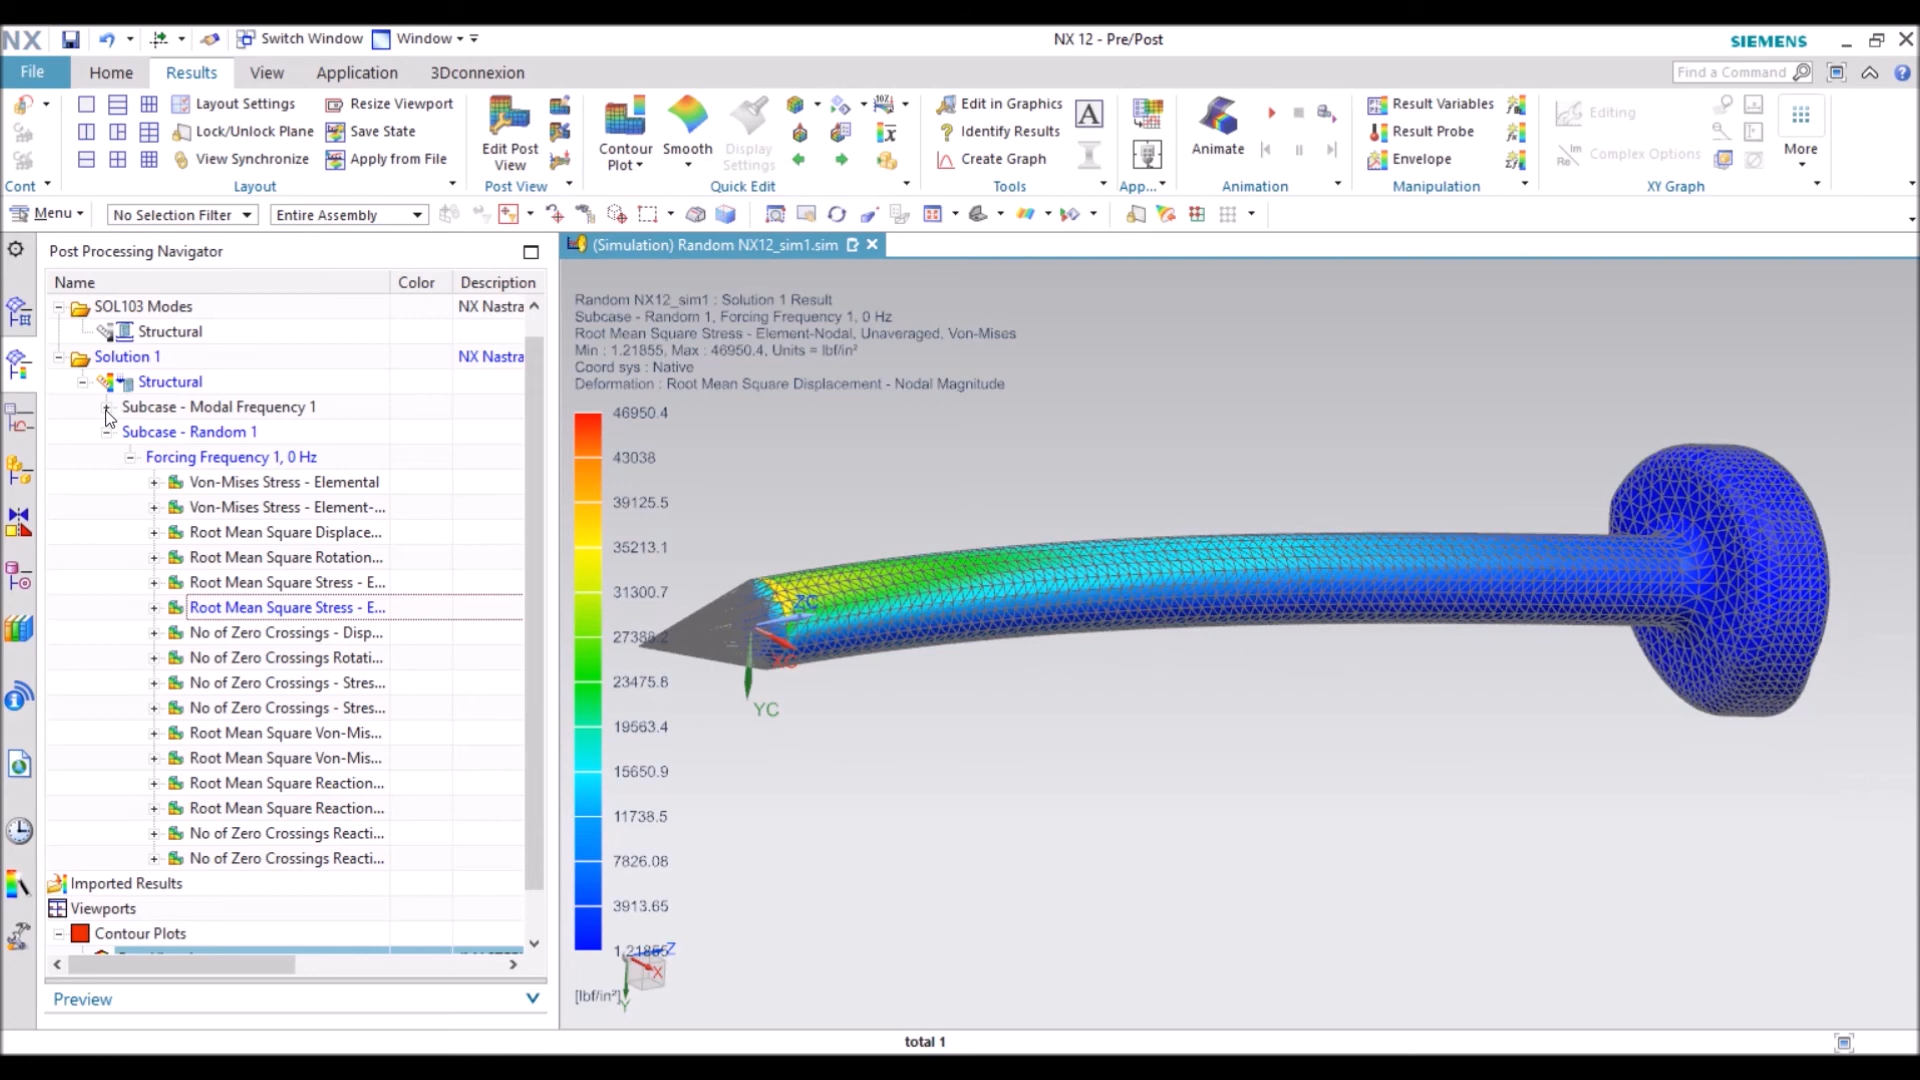 NX Switch Window Window NX 12 - Pre/Post SIEMENS
File Home Results View Application 3Dconnexion Find a Command
Layout Settings Resize Viewport Edit in Graphics Result Variables Editing
Lock/Unlock Plane Save State Identify Results Result Probe
Edit Post View Contour Plot Smooth Display Settings Animate More
View Synchronize Apply from File Create Graph Envelope Complex Options
Cont Layout Post View Quick Edit Tools App... Animation Manipulation XY Graph
Menu No Selection Filter Entire Assembly
Post Processing Navigator
(Simulation) Random NX12_sim1.sim
Name Color Description
SOL103 Modes NX Nastra
Structural
Solution 1 NX Nastra
Structural
Subcase - Modal Frequency 1
Subcase - Random 1
Forcing Frequency 1, 0 Hz
Von-Mises Stress - Elemental
Von-Mises Stress - Element-...
Root Mean Square Displace...
Root Mean Square Rotation...
Root Mean Square Stress - E...
Root Mean Square Stress - E...
No of Zero Crossings - Disp...
No of Zero Crossings Rotati...
No of Zero Crossings - Stres...
No of Zero Crossings - Stres...
Root Mean Square Von-Mis...
Root Mean Square Von-Mis...
Root Mean Square Reaction...
Root Mean Square Reaction...
No of Zero Crossings Reacti...
No of Zero Crossings Reacti...
Imported Results
Viewports
Contour Plots
Preview
Random NX12_sim1 : Solution 1 Result
Subcase - Random 1, Forcing Frequency 1, 0 Hz
Root Mean Square Stress - Element-Nodal, Unaveraged, Von-Mises
Min : 1.21855, Max : 46950.4, Units = lbf/in²
Coord sys : Native
Deformation : Root Mean Square Displacement - Nodal Magnitude
46950.4
43038
39125.5
35213.1
31300.7
27388.2
23475.8
19563.4
15650.9
11738.5
7826.08
3913.65
1.21855
[lbf/in²]
ZC
XC
YC
Z
X
Y
total 1